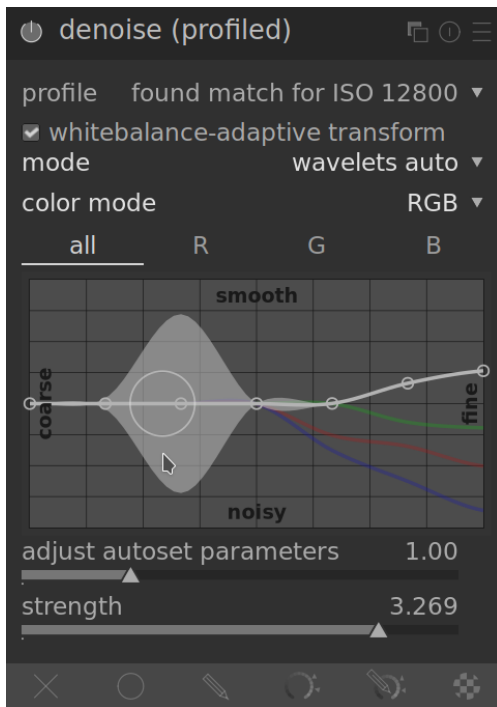 denoise (profiled)
profile found match for ISO 12800
whitebalance-adaptive transform
mode wavelets auto
color mode RGB
all R G B
smooth
coarse
fine
noisy
adjust autoset parameters 1.00
strength 3.269